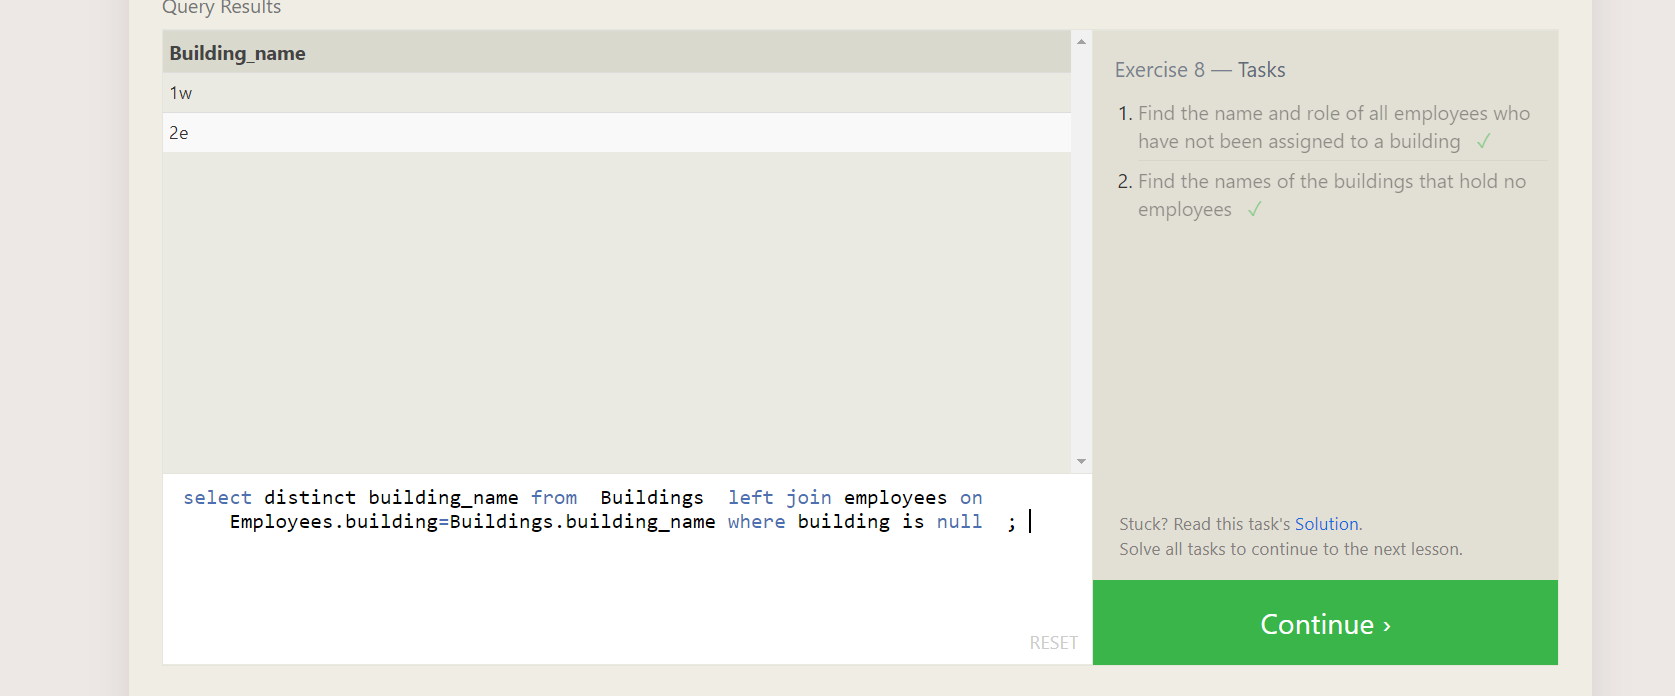 Query Results
Building_name
1w
2e
select distinct building_name from  Buildings  left join employees on
    Employees.building=Buildings.building_name where building is null  ;
RESET
Exercise 8 — Tasks
1. Find the name and role of all employees who
have not been assigned to a building ✓
2. Find the names of the buildings that hold no
employees ✓
Stuck? Read this task's Solution.
Solve all tasks to continue to the next lesson.
Continue ›